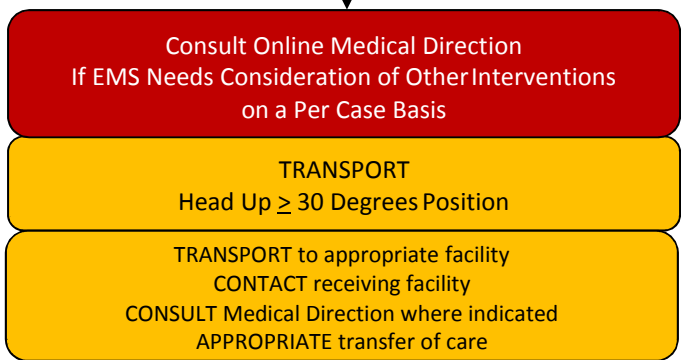 Consult Online Medical Direction
If EMS Needs Consideration of Other Interventions
on a Per Case Basis
TRANSPORT
Head Up ≥ 30 Degrees Position
TRANSPORT to appropriate facility
CONTACT receiving facility
CONSULT Medical Direction where indicated
APPROPRIATE transfer of care